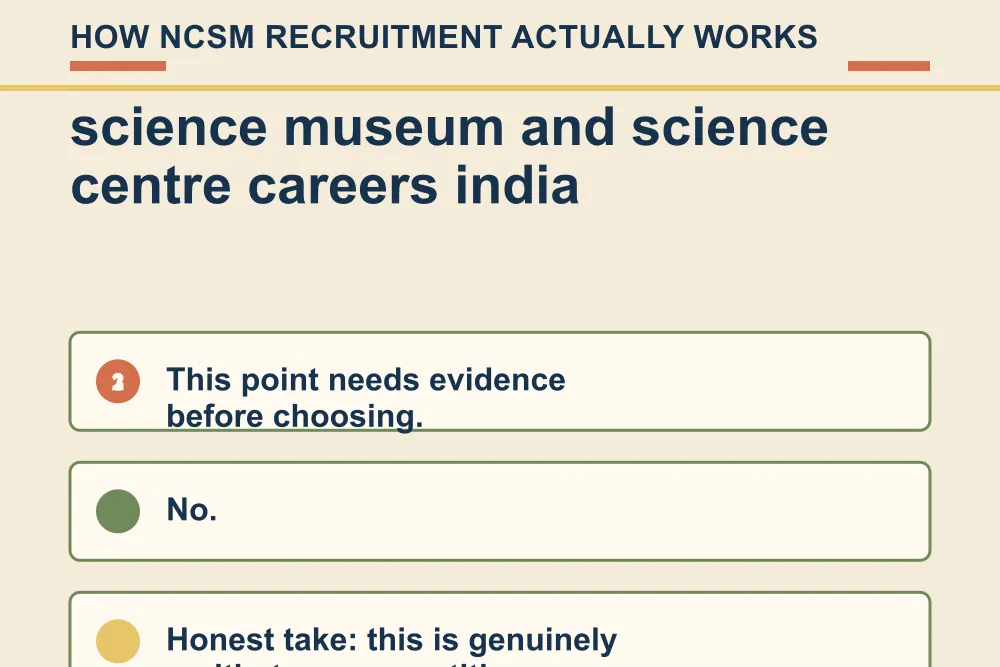 HOW NCSM RECRUITMENT ACTUALLY WORKS
science museum and science
centre careers india
This point needs evidence
before choosing.
No.
Honest take: this is genuinely